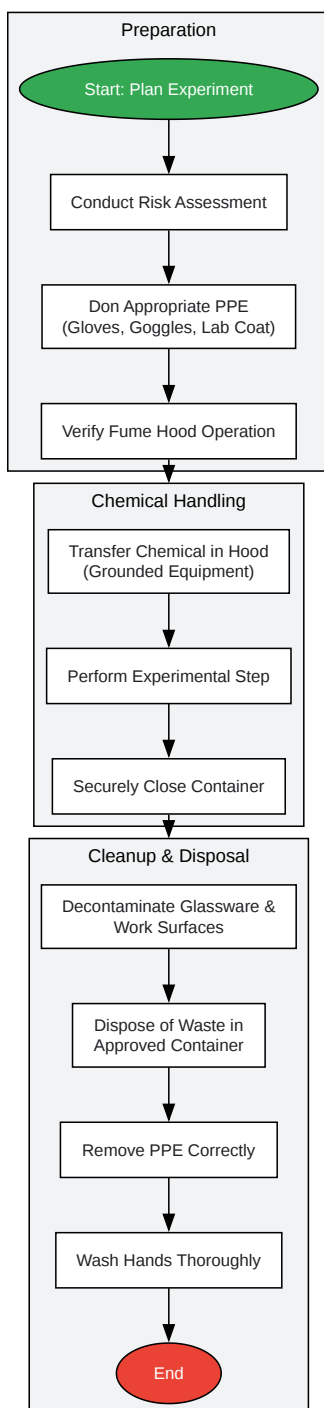 Preparation
Start: Plan Experiment
Conduct Risk Assessment
Don Appropriate PPE
(Gloves, Goggles, Lab Coat)
Verify Fume Hood Operation
Chemical Handling
Transfer Chemical in Hood
(Grounded Equipment)
Perform Experimental Step
Securely Close Container
Cleanup & Disposal
Decontaminate Glassware &
Work Surfaces
Dispose of Waste in
Approved Container
Remove PPE Correctly
Wash Hands Thoroughly
End